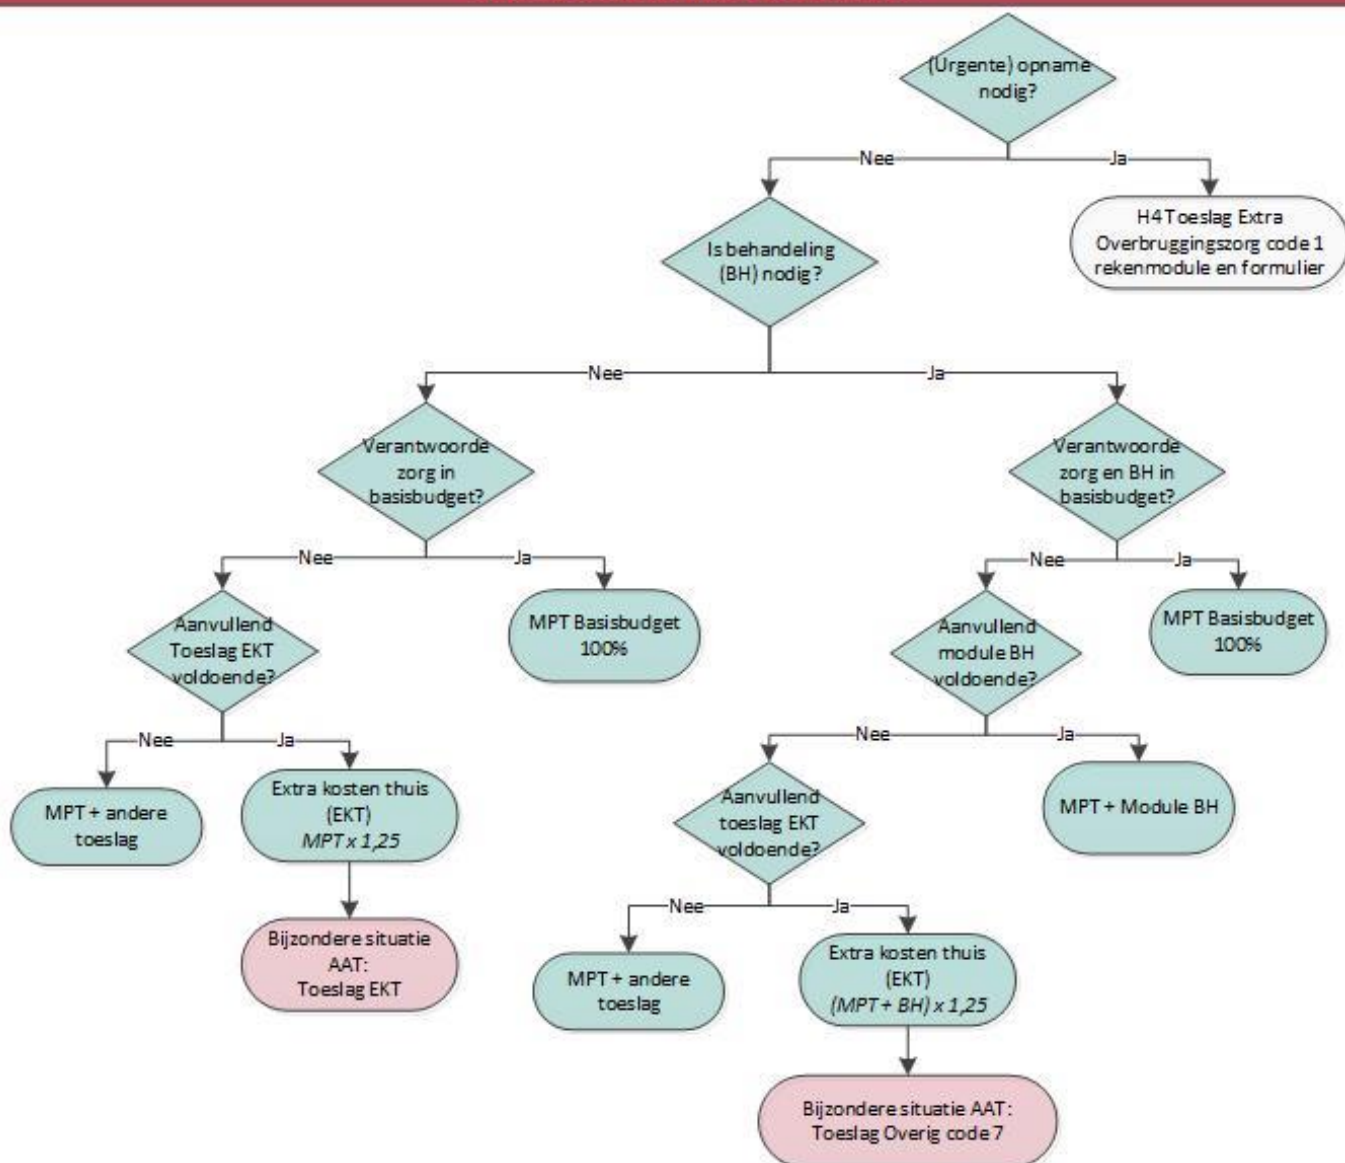 (Urgente) opname
nodig?
Nee
Ja
H4 Toeslag Extra
Overbruggingszorg code 1
rekenmodule en formulier
Is behandeling
(BH) nodig?
Nee
Ja
Verantwoorde
zorg in
basisbudget?
Verantwoorde
zorg en BH in
basisbudget?
Nee
Ja
Nee
Ja
Aanvullend
Toeslag EKT
voldoende?
MPT Basisbudget
100%
Aanvullend
module BH
voldoende?
MPT Basisbudget
100%
Nee
Ja
Nee
Ja
MPT + andere
toeslag
Extra kosten thuis
(EKT)
MPT x 1,25
Aanvullend
toeslag EKT
voldoende?
MPT + Module BH
Nee
Ja
Bijzondere situatie
AAT:
Toeslag EKT
MPT + andere
toeslag
Extra kosten thuis
(EKT)
(MPT + BH) x 1,25
Bijzondere situatie AAT:
Toeslag Overig code 7